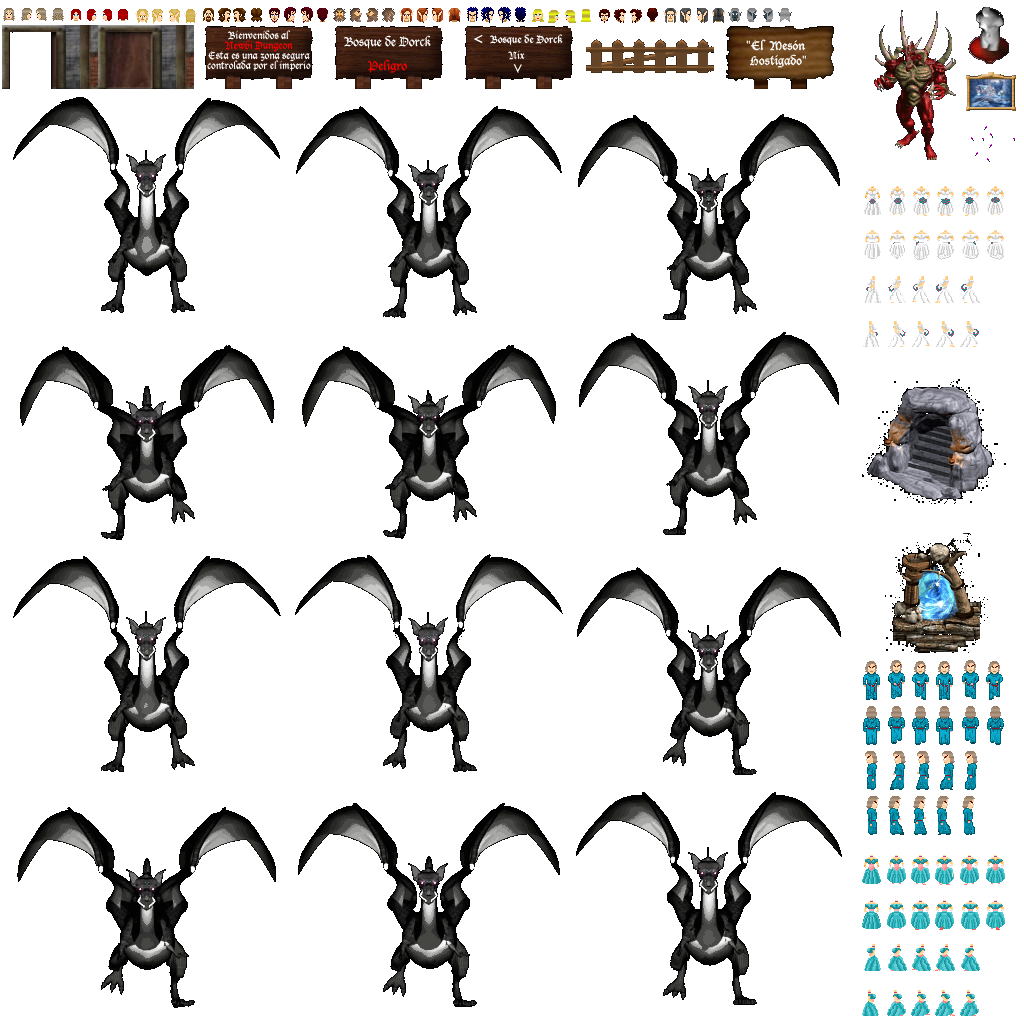 Bienvenidos al
Newbi Dungeon
Esta es una zona segura
controlada por el imperio
Bosque de Dorck
Peligro
< Bosque de Dorck
Nix
V
"El Mesón
Hostigado"